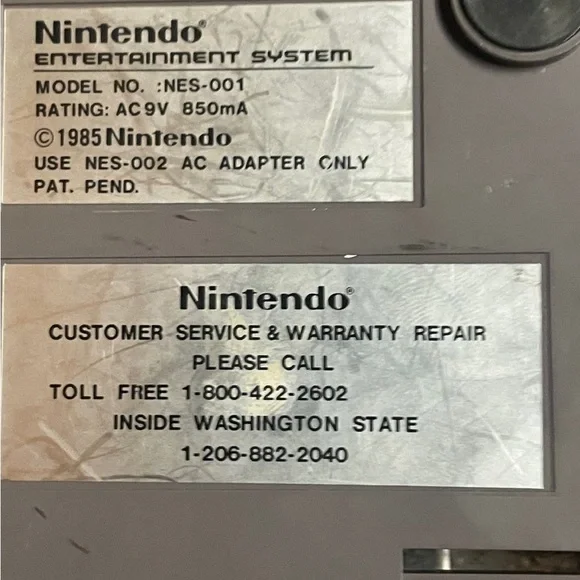 Nintendo®
ENTERTAINMENT SYSTEM
MODEL NO. :NES-001
RATING: AC 9V 850mA
©1985 Nintendo
USE NES-002 AC ADAPTER ONLY
PAT. PEND.
Nintendo®
CUSTOMER SERVICE & WARRANTY REPAIR
PLEASE CALL
TOLL FREE 1-800-422-2602
INSIDE WASHINGTON STATE
1-206-882-2040